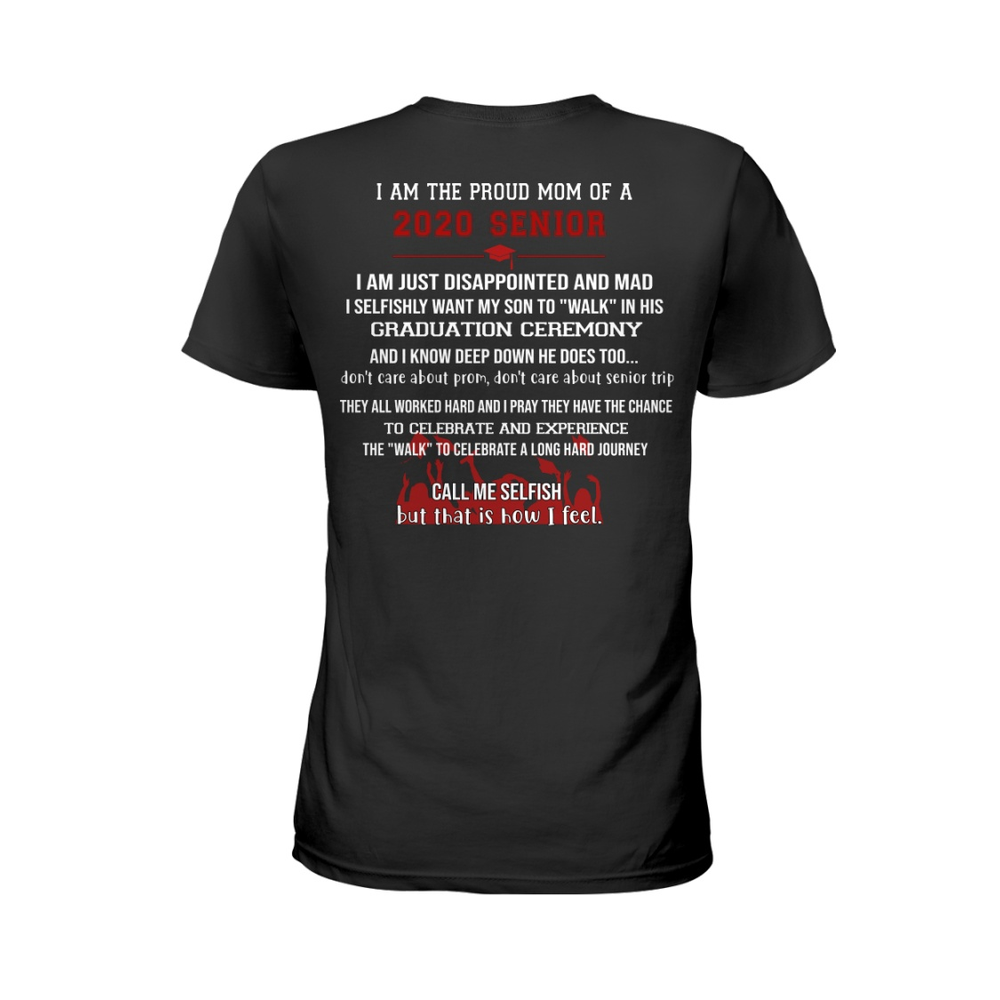 I AM THE PROUD MOM OF A
2020 SENIOR
I AM JUST DISAPPOINTED AND MAD
I SELFISHLY WANT MY SON TO "WALK" IN HIS
GRADUATION CEREMONY
AND I KNOW DEEP DOWN HE DOES TOO...
don't care about prom, don't care about senior trip
THEY ALL WORKED HARD AND I PRAY THEY HAVE THE CHANCE
TO CELEBRATE AND EXPERIENCE
THE "WALK" TO CELEBRATE A LONG HARD JOURNEY
CALL ME SELFISH
but that is how I feel.